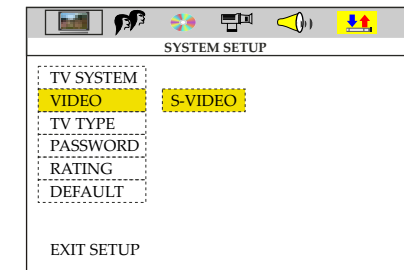 SYSTEM SETUP
TV SYSTEM
VIDEO S-VIDEO
TV TYPE
PASSWORD
RATING
DEFAULT
EXIT SETUP